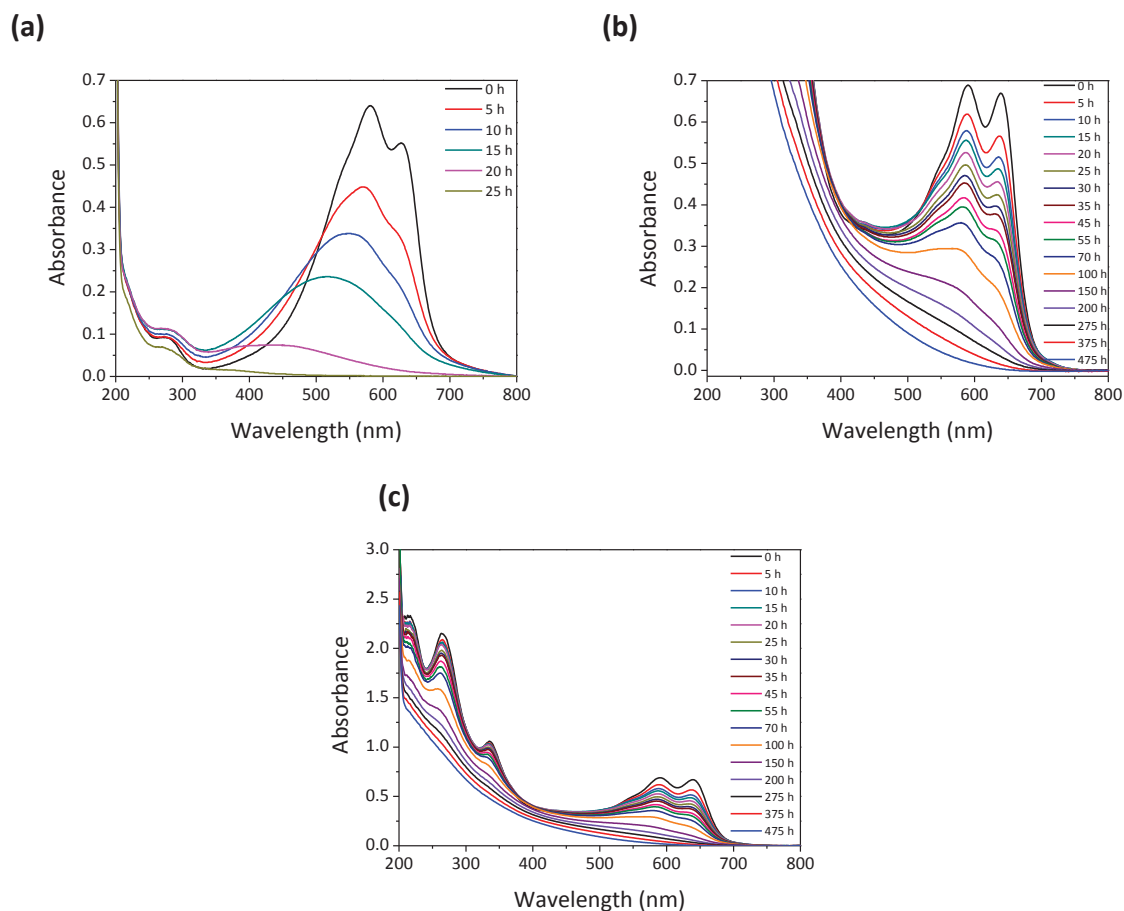 (a)
0.7
0.6
0.5
0.4
0.3
0.2
0.1
0.0
Absorbance
200 300 400 500 600 700 800
Wavelength (nm)
0 h
5 h
10 h
15 h
20 h
25 h
(b)
0.7
0.6
0.5
0.4
0.3
0.2
0.1
0.0
Absorbance
200 300 400 500 600 700 800
Wavelength (nm)
0 h
5 h
10 h
15 h
20 h
25 h
30 h
35 h
45 h
55 h
70 h
100 h
150 h
200 h
275 h
375 h
475 h
(c)
3.0
2.5
2.0
1.5
1.0
0.5
0.0
Absorbance
200 300 400 500 600 700 800
Wavelength (nm)
0 h
5 h
10 h
15 h
20 h
25 h
30 h
35 h
45 h
55 h
70 h
100 h
150 h
200 h
275 h
375 h
475 h